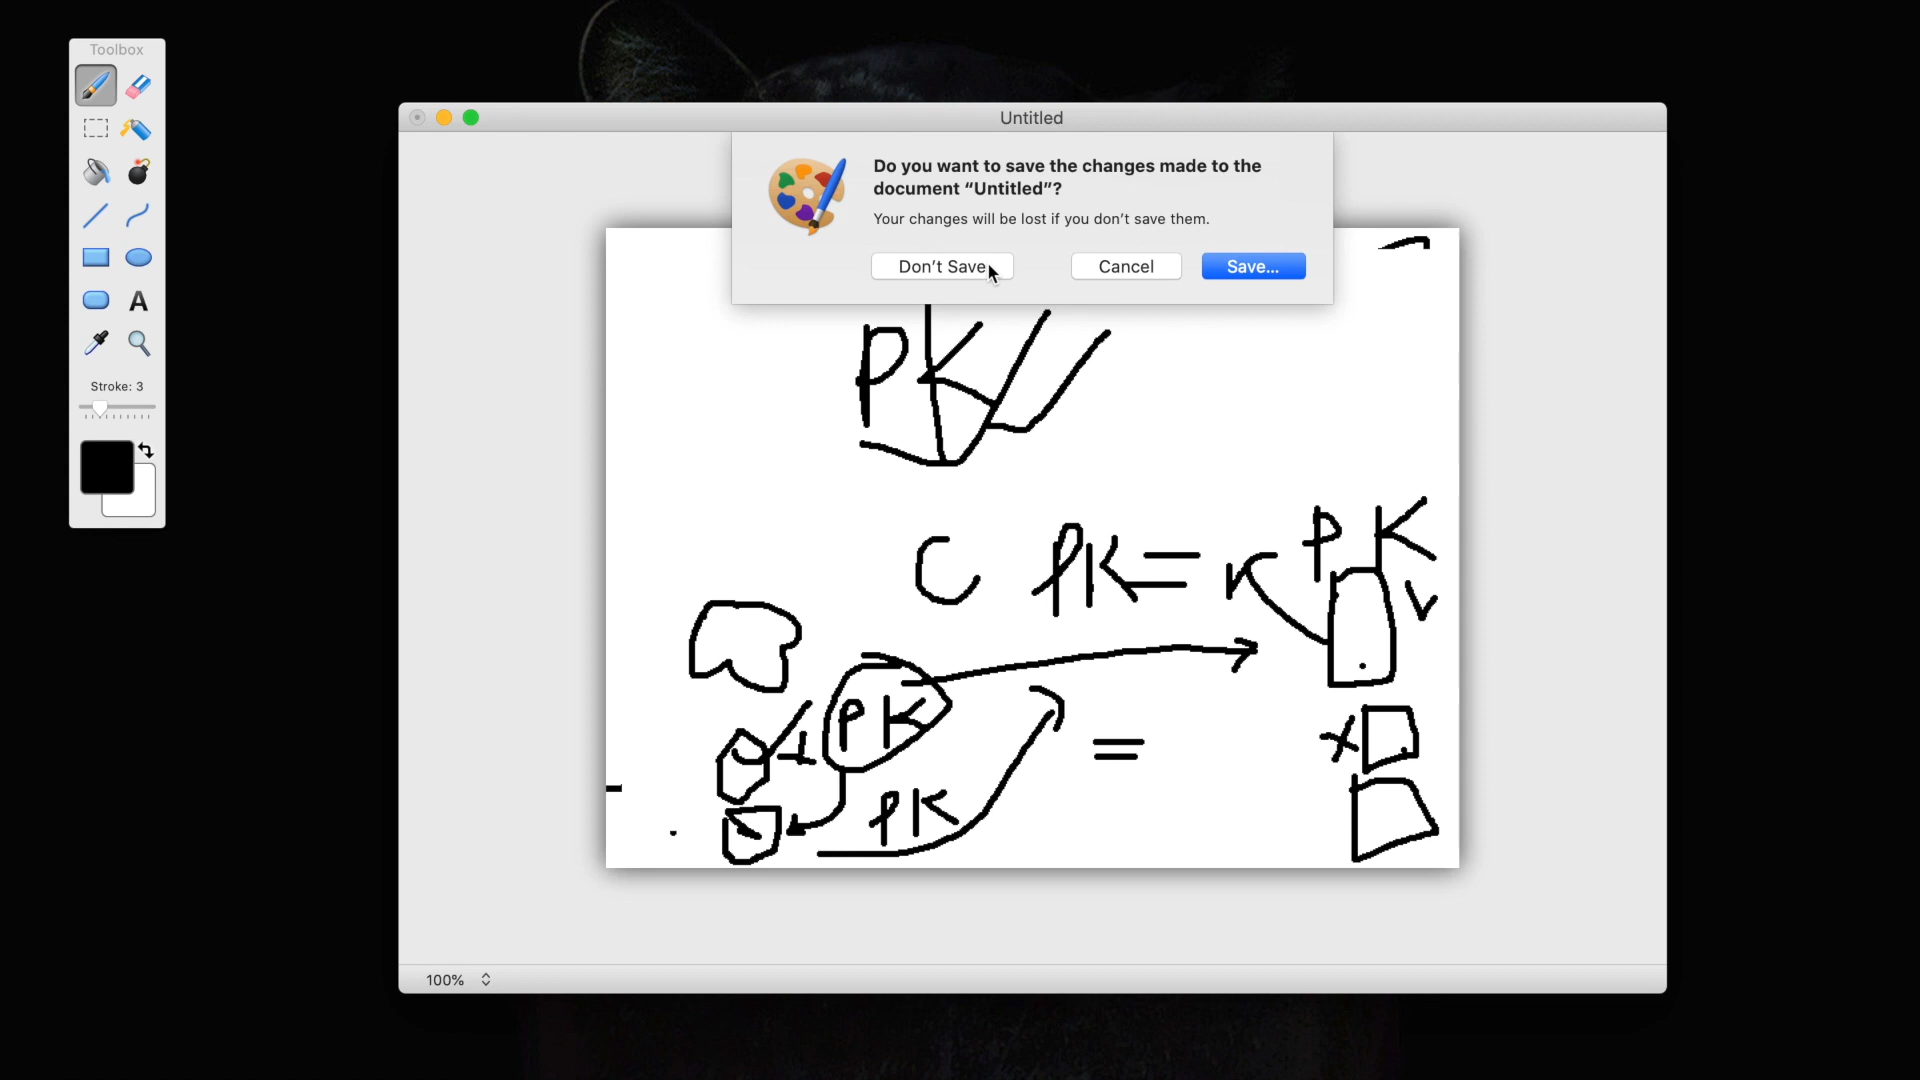 Toolbox
Untitled
Do you want to save the changes made to the
document “Untitled”?
Your changes will be lost if you don’t save them.
Don’t Save
Cancel
Save...
A
Stroke: 3
PK
C PK=
PK
PK
=
PK
100%